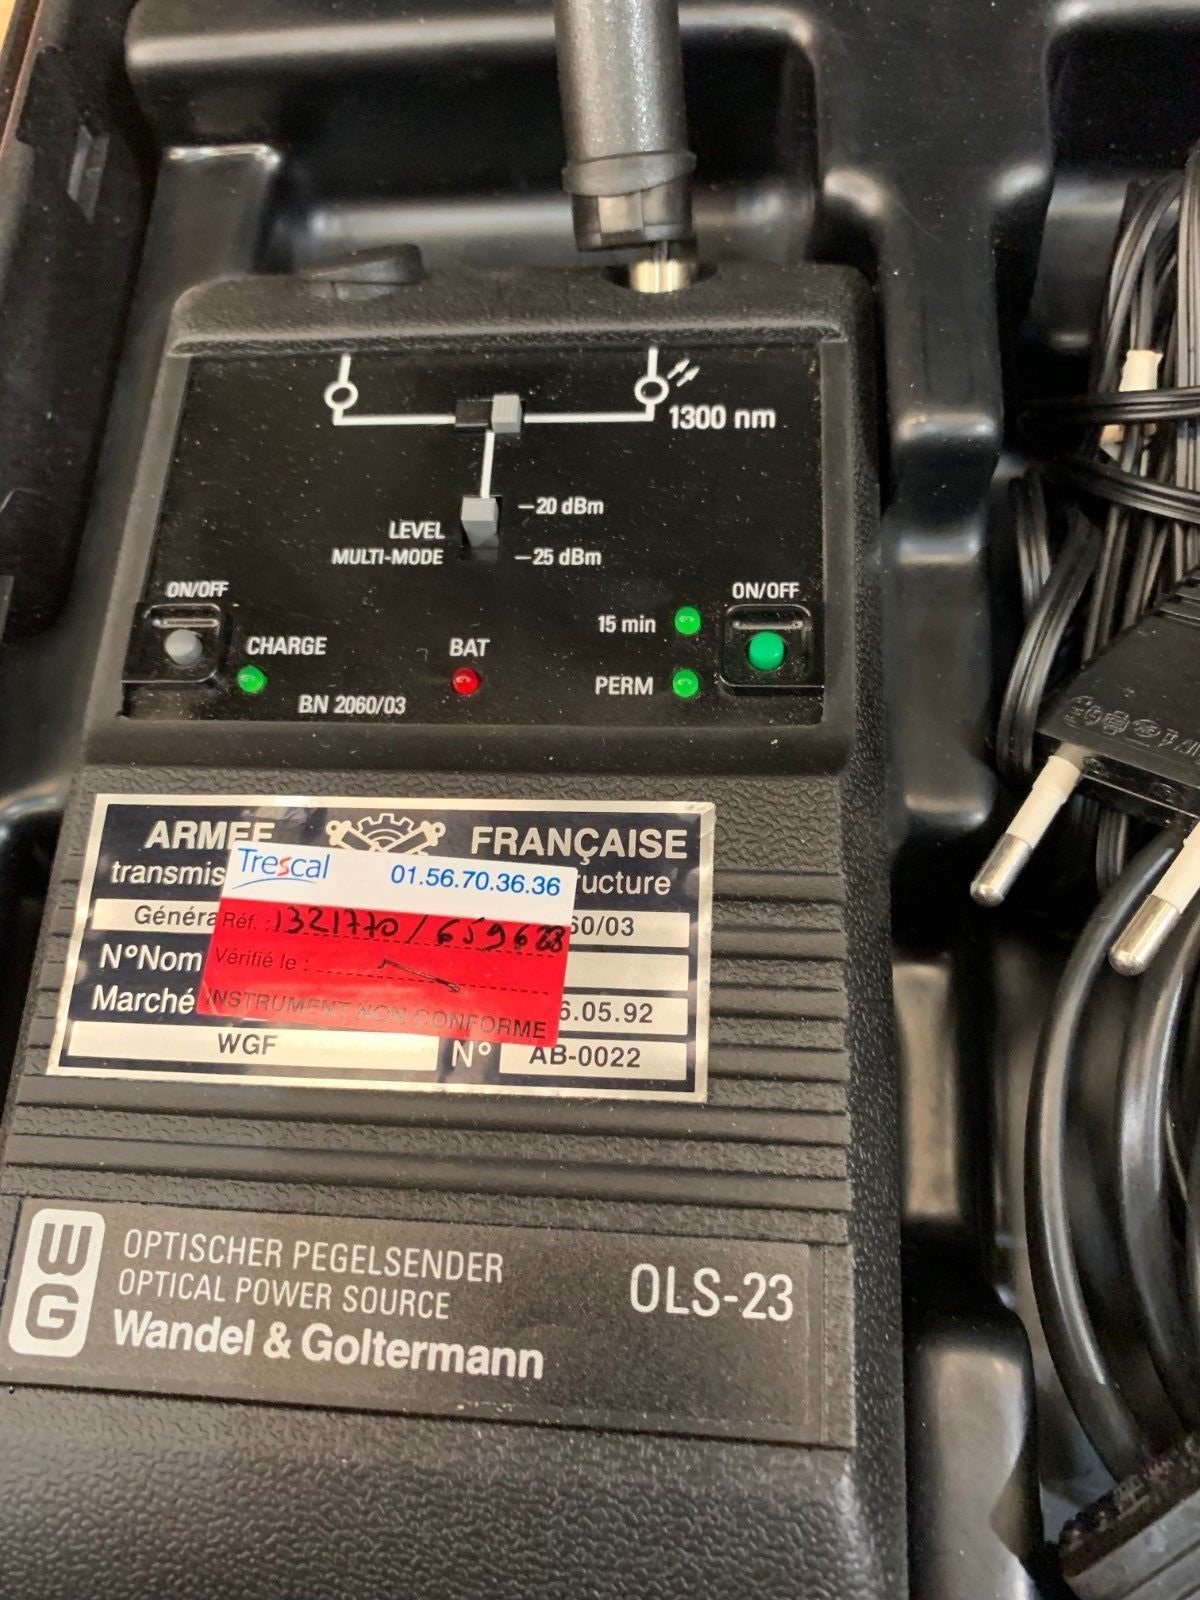 1300 nm
−20 dBm
LEVEL
MULTI-MODE
−25 dBm
ON/OFF
ON/OFF
15 min
CHARGE
BAT
PERM
BN 2060/03
ARMÉE FRANÇAISE
transmis ructure
Généra 60/03
N°Nom
Marché 6.05.92
WGF N° AB-0022
Trescal 01.56.70.36.36
Réf. : 1321770 / 659628
Vérifié le :
INSTRUMENT NON CONFORME
WG
OPTISCHER PEGELSENDER
OPTICAL POWER SOURCE
OLS-23
Wandel & Goltermann